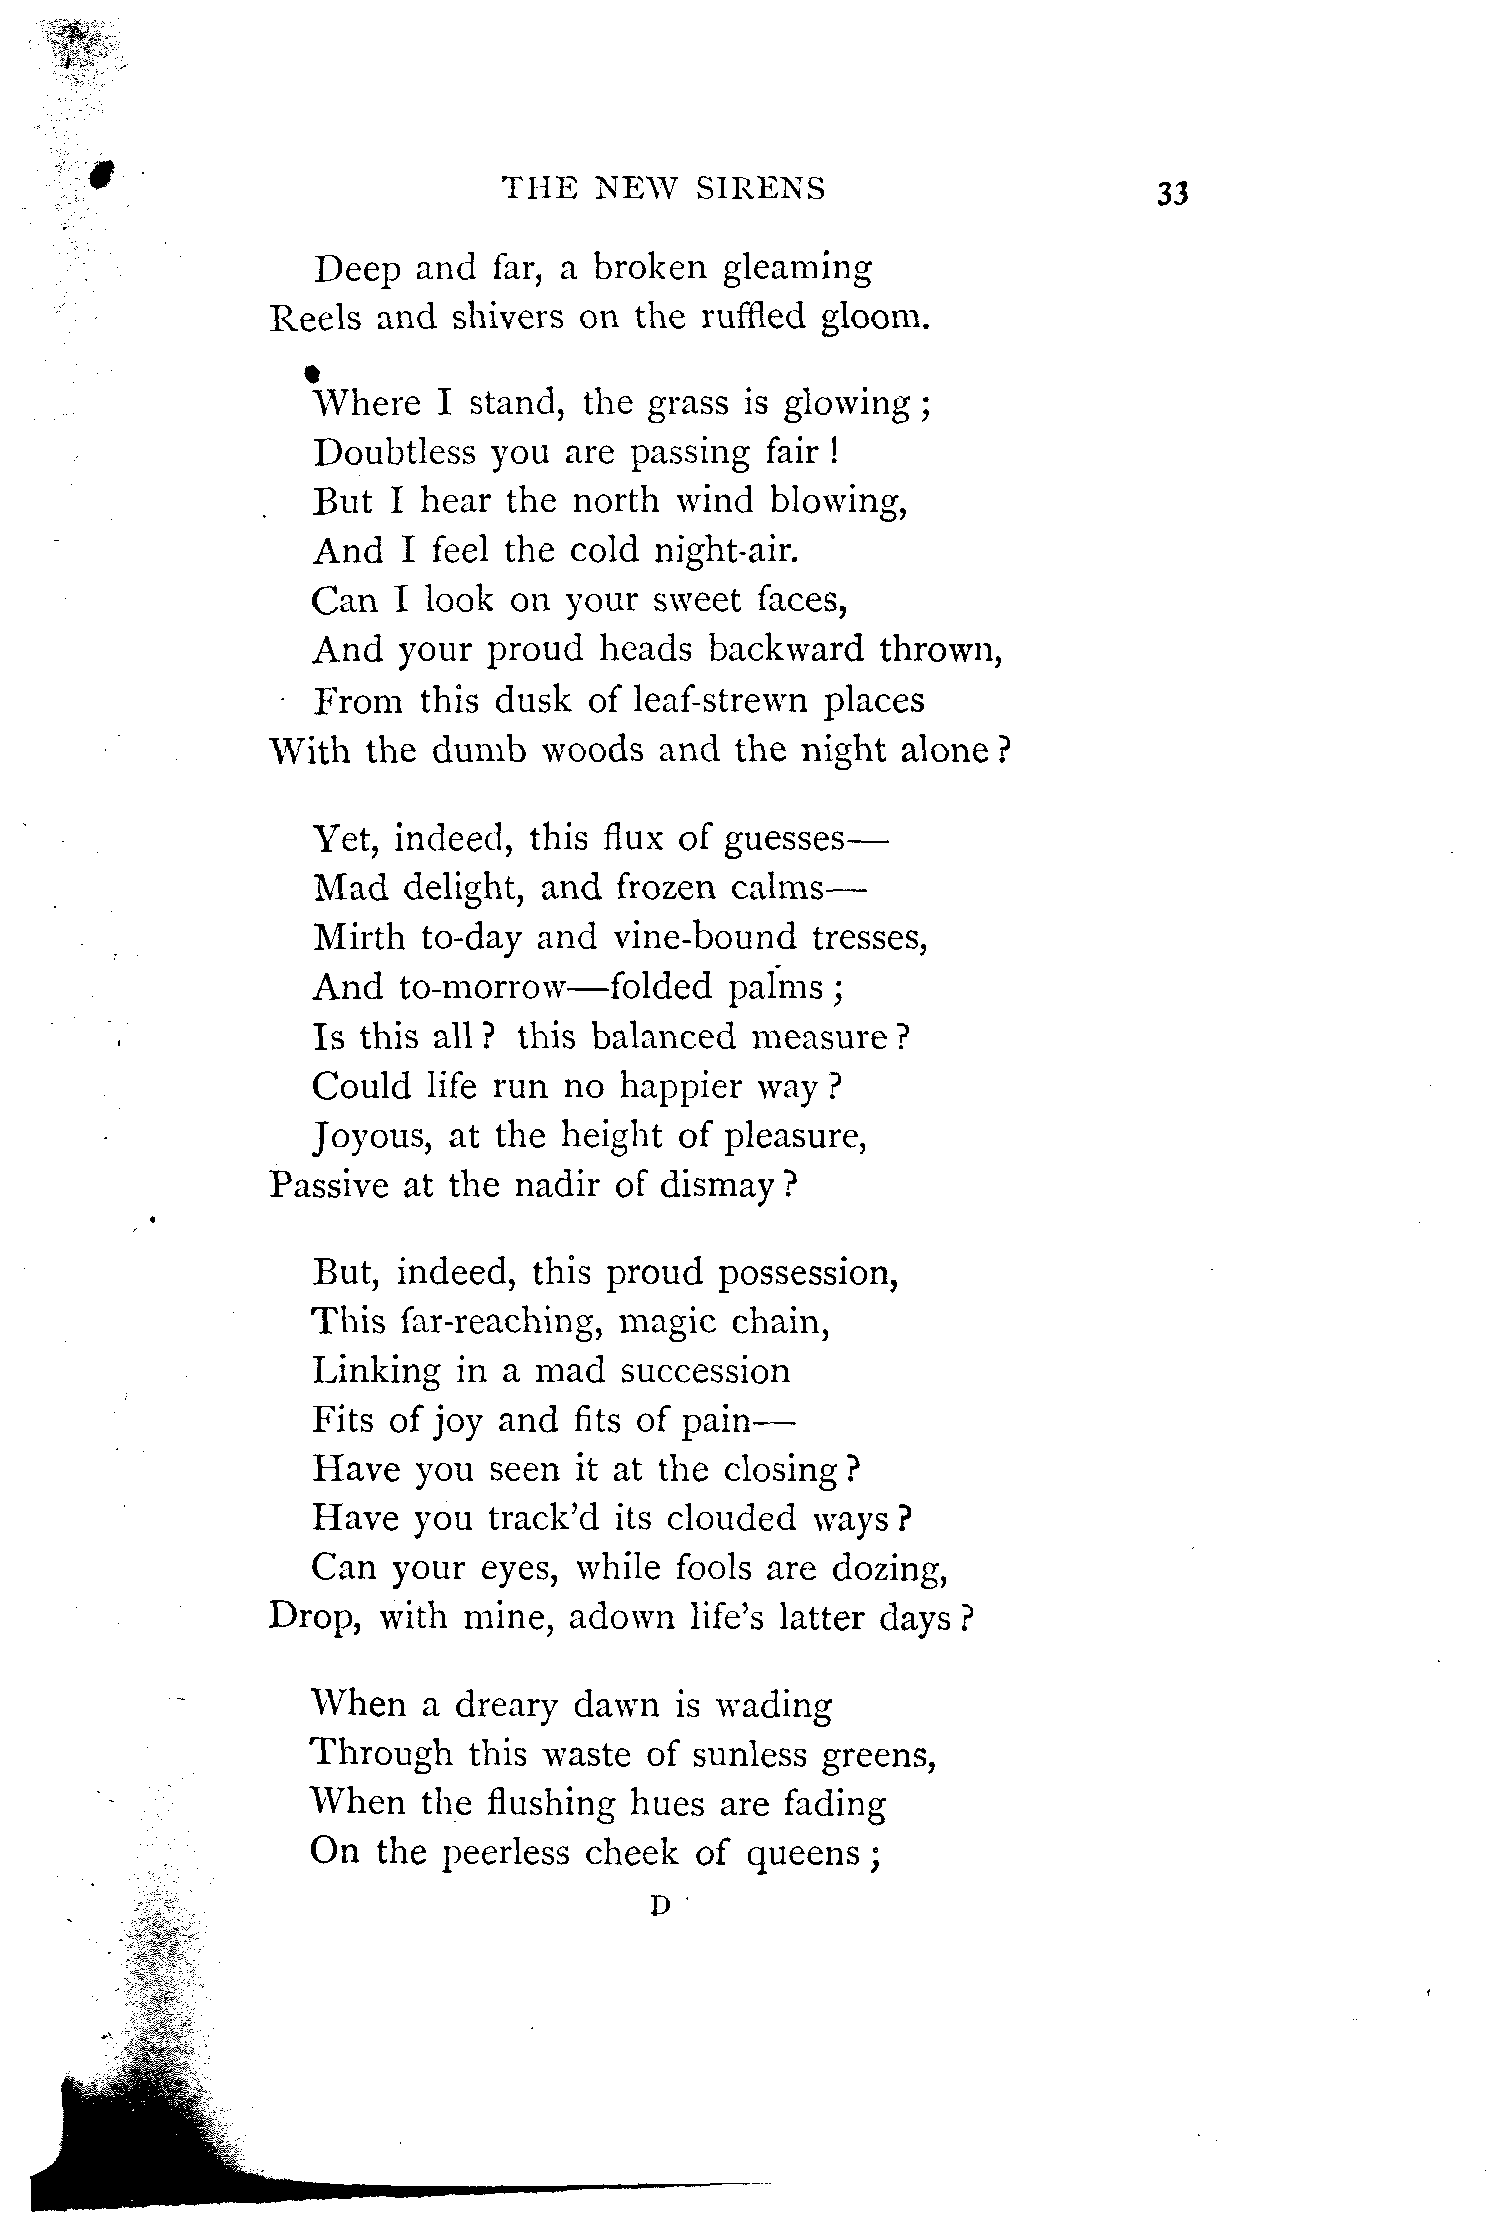 THE NEW SIRENS 33
Deep and far, a broken gleaming
Reels and shivers on the ruffled gloom.
Where I stand, the grass is glowing ;
Doubtless you are passing fair !
But I hear the north wind blowing,
And I feel the cold night-air.
Can I look on your sweet faces,
And your proud heads backward thrown,
From this dusk of leaf-strewn places
With the dumb woods and the night alone ?
Yet, indeed, this flux of guesses—
Mad delight, and frozen calms—
Mirth to-day and vine-bound tresses,
And to-morrow—folded palms ;
Is this all ? this balanced measure ?
Could life run no happier way ?
Joyous, at the height of pleasure,
Passive at the nadir of dismay ?
But, indeed, this proud possession,
This far-reaching, magic chain,
Linking in a mad succession
Fits of joy and fits of pain—
Have you seen it at the closing ?
Have you track'd its clouded ways ?
Can your eyes, while fools are dozing,
Drop, with mine, adown life's latter days ?
When a dreary dawn is wading
Through this waste of sunless greens,
When the flushing hues are fading
On the peerless cheek of queens ;
D